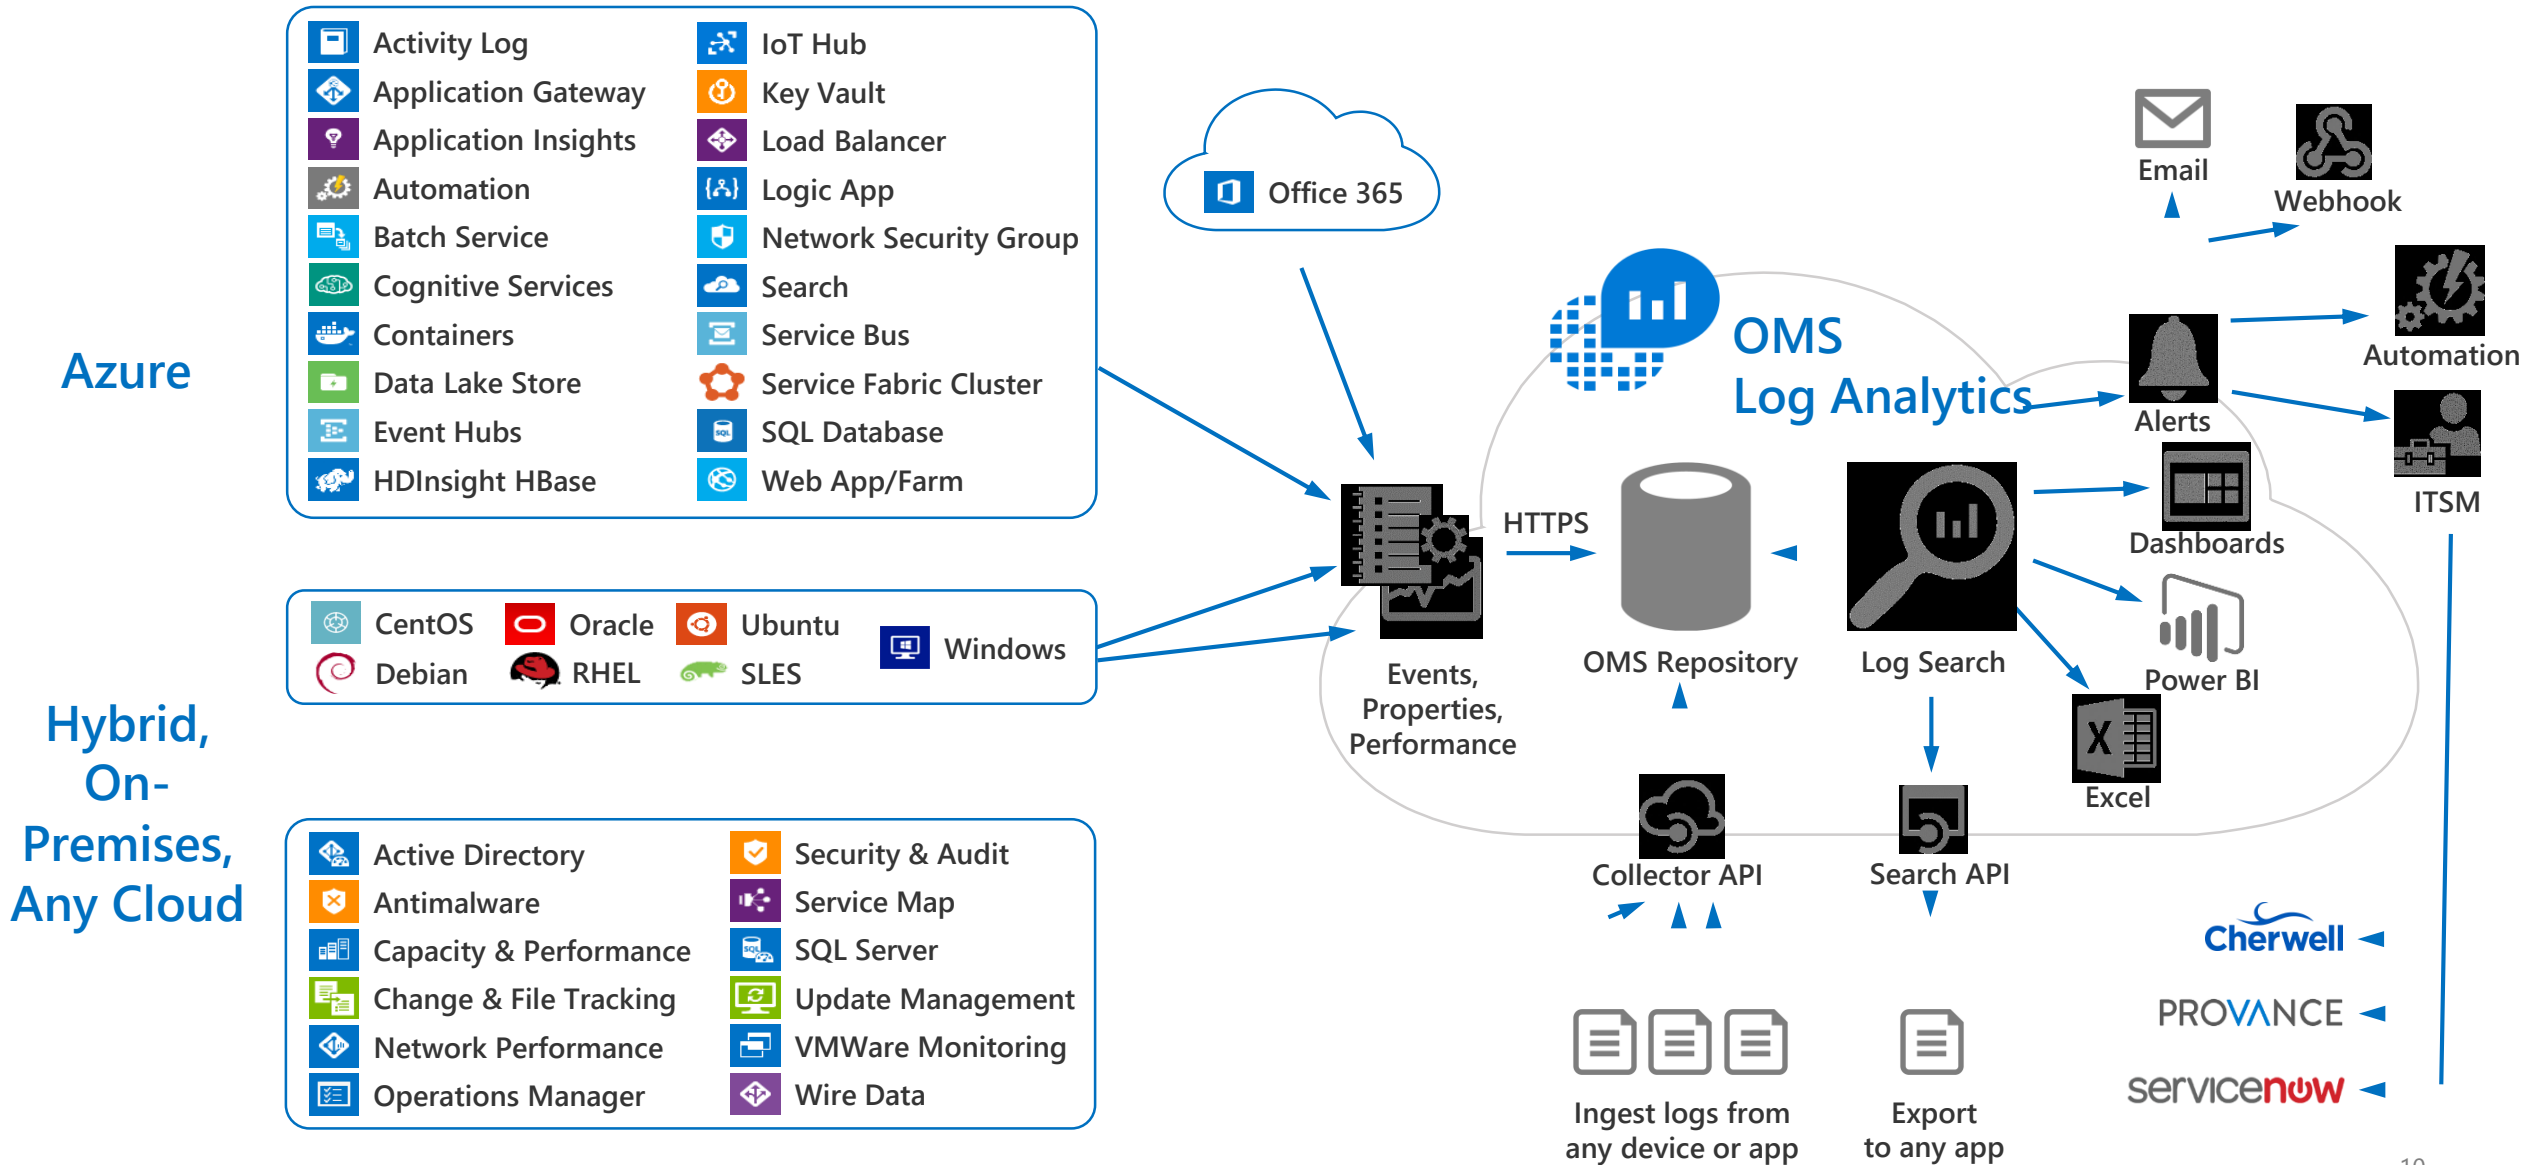 Azure
Activity Log
Application Gateway
Application Insights
Automation
Batch Service
Cognitive Services
Containers
Data Lake Store
Event Hubs
HDInsight HBase
IoT Hub
Key Vault
Load Balancer
Logic App
Network Security Group
Search
Service Bus
Service Fabric Cluster
SQL Database
SQL
Web App/Farm
Office 365
Hybrid,
On-
Premises,
Any Cloud
CentOS
Oracle
Ubuntu
Windows
Debian
RHEL
SLES
Active Directory
Antimalware
Capacity & Performance
Change & File Tracking
Network Performance
Operations Manager
Security & Audit
Service Map
SQL Server
SQL
Update Management
VMWare Monitoring
Wire Data
Events,
Properties,
Performance
HTTPS
OMS
Log Analytics
OMS Repository
Log Search
Collector API
Search API
Ingest logs from
any device or app
Export
to any app
Email
Webhook
Automation
Alerts
ITSM
Dashboards
Power BI
X
Excel
Cherwell
PROVANCE
servicenow